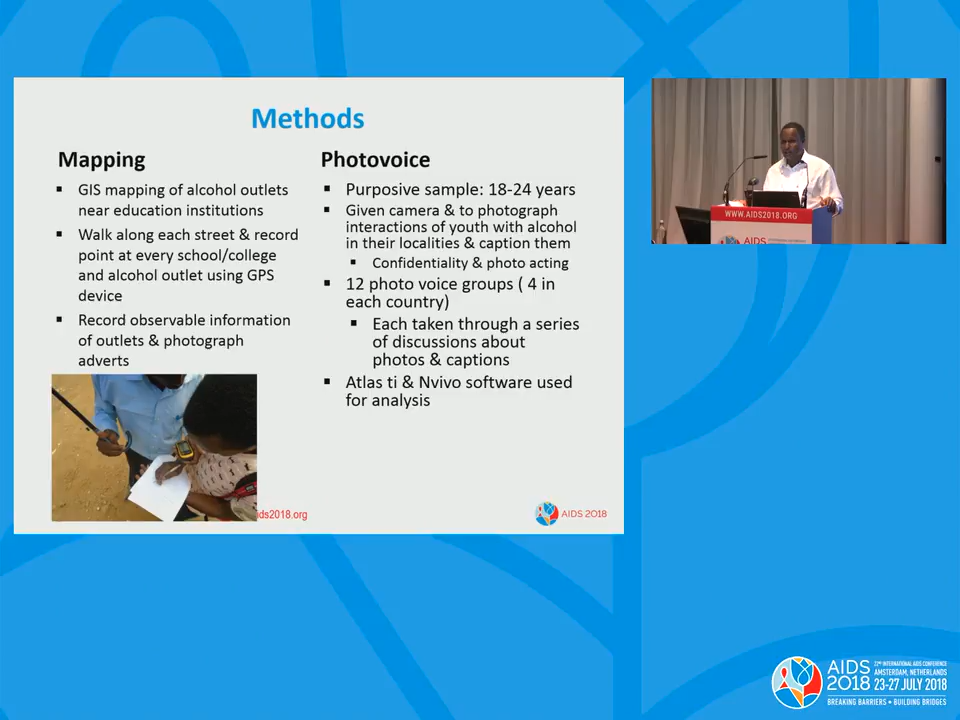 Methods
Mapping
▪ GIS mapping of alcohol outlets
near education institutions
▪ Walk along each street & record
point at every school/college
and alcohol outlet using GPS
device
▪ Record observable information
of outlets & photograph
adverts
Photovoice
▪ Purposive sample: 18-24 years
▪ Given camera & to photograph
interactions of youth with alcohol
in their localities & caption them
▪ Confidentiality & photo acting
▪ 12 photo voice groups ( 4 in
each country)
▪ Each taken through a series
of discussions about
photos & captions
▪ Atlas ti & Nvivo software used
for analysis
ds2018.org
AIDS 2018
WWW.AIDS2018.ORG
AIDS
AIDS
2018
22ND INTERNATIONAL AIDS CONFERENCE
AMSTERDAM, NETHERLANDS
23-27 JULY 2018
BREAKING BARRIERS • BUILDING BRIDGES